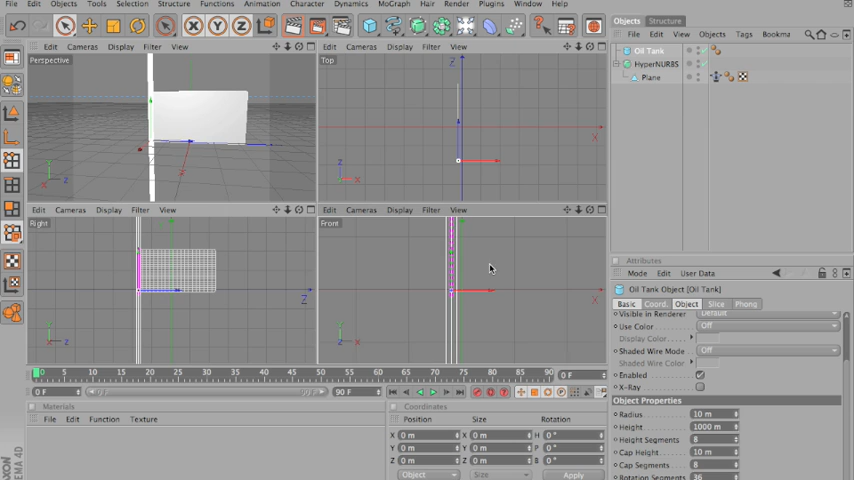 File Edit Objects Tools Selection Structure Functions Animation Character Dynamics MoGraph Hair Render Plugins Window Help
X Y Z
Edit Cameras Display Filter View
Perspective
Y
X Z
Edit Cameras Display Filter View
Top
Z
X
Z
X
Edit Cameras Display Filter View
Right
Y
Z
Y
Z
Edit Cameras Display Filter View
Front
X
Y
X
0 5 10 15 20 25 30 35 40 45 50 55 60 65 70 75 80 85 90 0 F
0 F 0 F 90 F 90 F
Materials
File Edit Function Texture
Coordinates
Position Size Rotation
X 0 m X 0 m H 0 °
Y 0 m Y 0 m P 0 °
Z 0 m Z 0 m B 0 °
Object Size Apply
AXON
EMA 4D
Objects Structure
File Edit View Objects Tags Bookma
Oil Tank
HyperNURBS
Plane
Attributes
Mode Edit User Data
Oil Tank Object [Oil Tank]
Basic Coord. Object Slice Phong
Visible in Renderer Default
Use Color Off
Display Color
Shaded Wire Mode Off
Shaded Wire Color
Enabled
X-Ray
Object Properties
Radius 10 m
Height 1000 m
Height Segments 8
Cap Height 10 m
Cap Segments 8
Rotation Segments 36